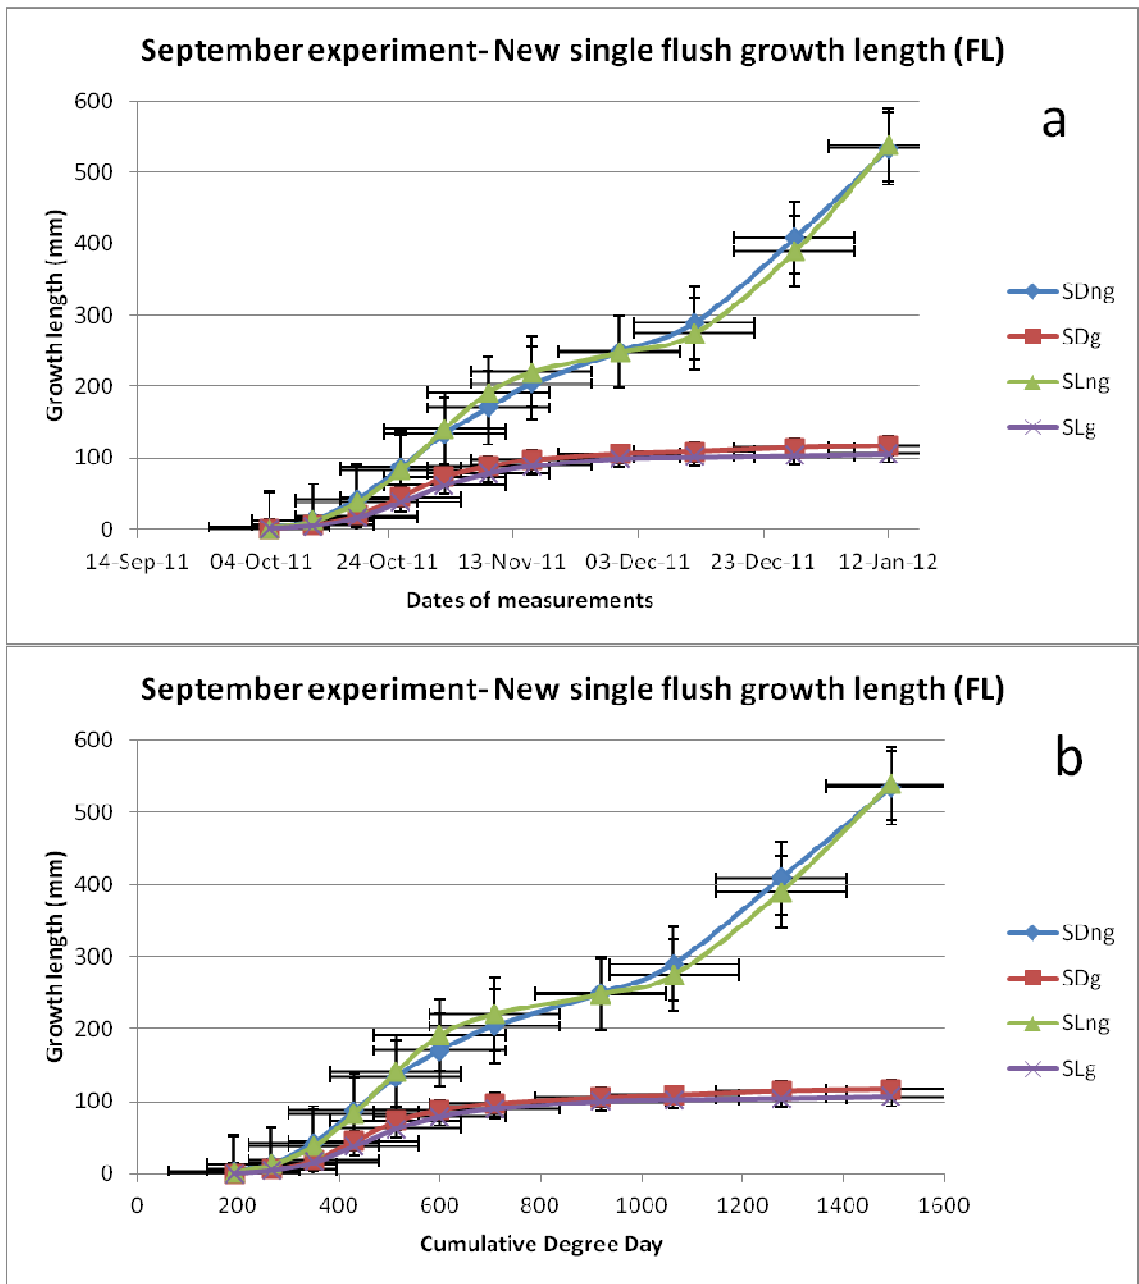 September experiment- New single flush growth length (FL)
a
600
500
400
300
200
100
0
Growth length (mm)
14-Sep-11 04-Oct-11 24-Oct-11 13-Nov-11 03-Dec-11 23-Dec-11 12-Jan-12
Dates of measurements
SDng
SDg
SLng
SLg
September experiment- New single flush growth length (FL)
b
600
500
400
300
200
100
0
Growth length (mm)
0 200 400 600 800 1000 1200 1400 1600
Cumulative Degree Day
SDng
SDg
SLng
SLg